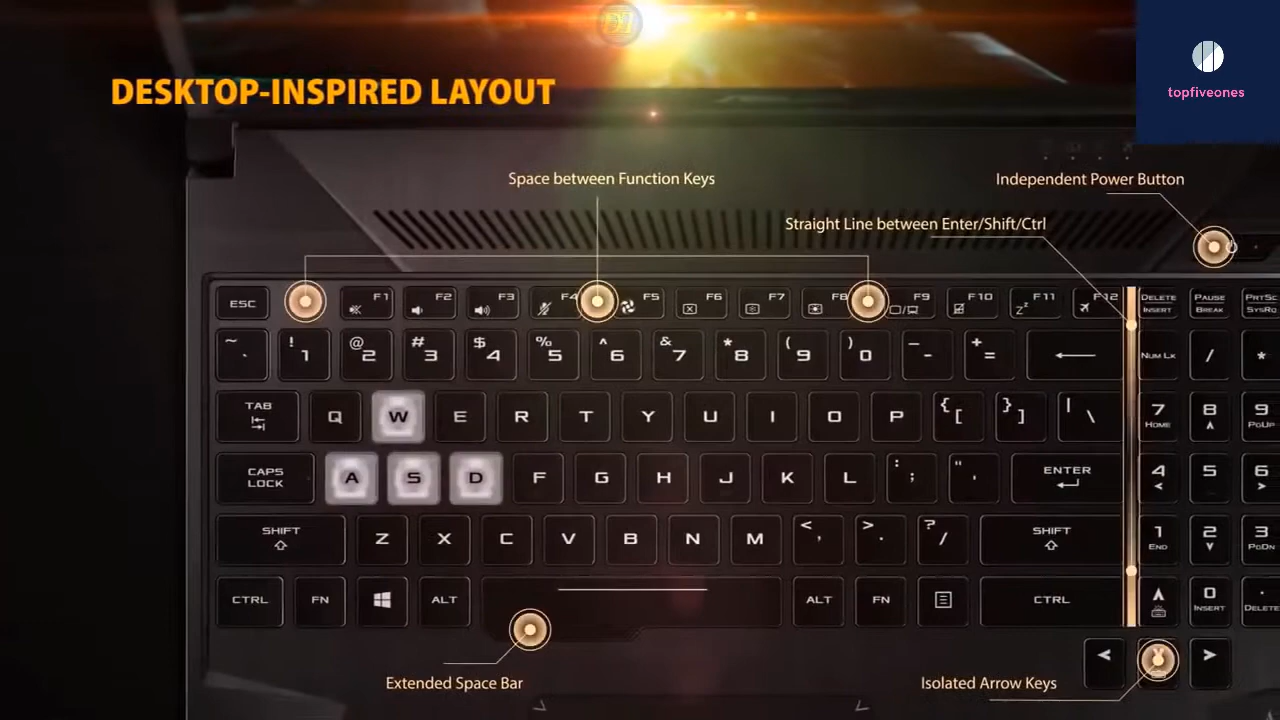 DESKTOP-INSPIRED LAYOUT
topfiveones
Space between Function Keys
Independent Power Button
Straight Line between Enter/Shift/Ctrl
ESC F1 F2 F3 F4 F5 F6 F7 F8 F9 F10 Zz F11 F12 DELETE INSERT PAUSE BREAK PRTSC SYSRQ
~ ` ! 1 @ 2 # 3 $ 4 % 5 ^ 6 & 7 * 8 ( 9 ) 0 _ - + = NUM LK / *
TAB Q W E R T Y U I O P { [ } ] | \ 7 HOME 8 9 PGUP
CAPS LOCK A S D F G H J K L : ; " ' ENTER 4 5 6
SHIFT Z X C V B N M < , > . ? / SHIFT 1 END 2 3 PGDN
CTRL FN ALT ALT FN CTRL 0 INSERT . DELETE
Extended Space Bar
Isolated Arrow Keys